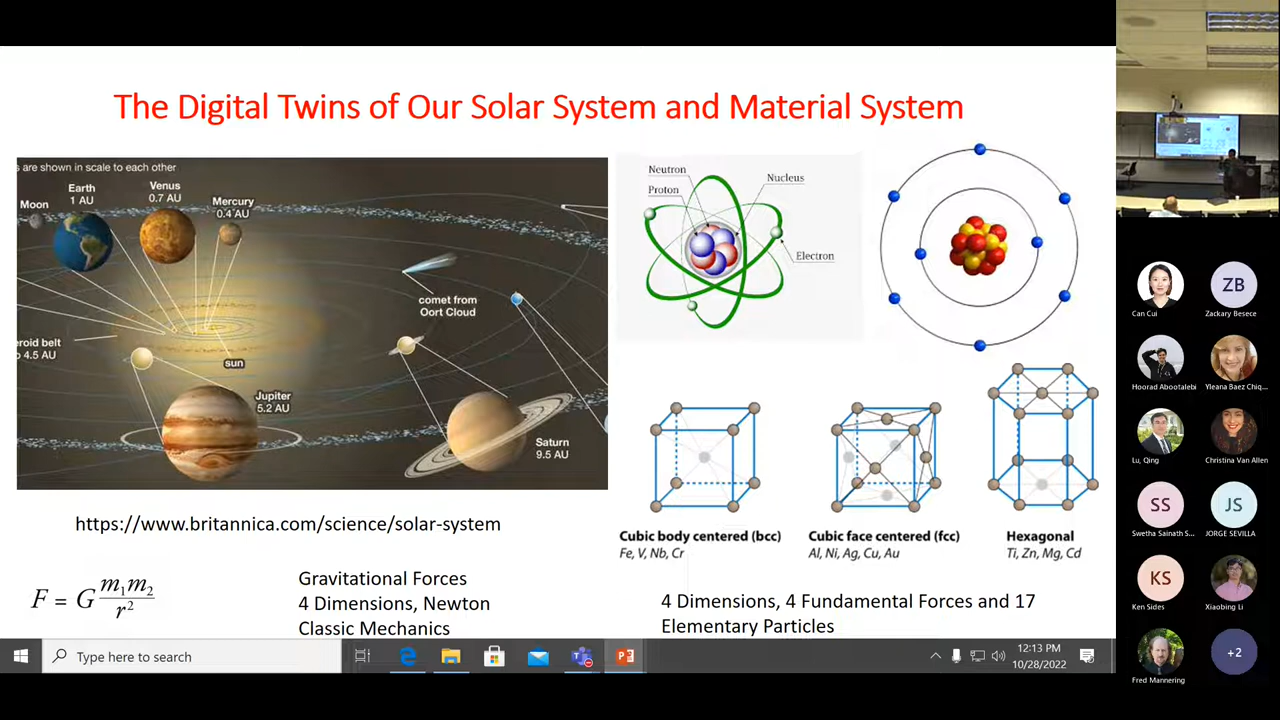 The Digital Twins of Our Solar System and Material System
s are shown in scale to each other
Moon
Earth
1 AU
Venus
0.7 AU
Mercury
0.4 AU
comet from
Oort Cloud
eroid belt
4.5 AU
sun
Jupiter
5.2 AU
Saturn
9.5 AU
https://www.britannica.com/science/solar-system
F = G m₁m₂ / r²
Gravitational Forces
4 Dimensions, Newton
Classic Mechanics
Neutron
Proton
Nucleus
Electron
Cubic body centered (bcc)
Fe, V, Nb, Cr
Cubic face centered (fcc)
Al, Ni, Ag, Cu, Au
Hexagonal
Ti, Zn, Mg, Cd
4 Dimensions, 4 Fundamental Forces and 17
Elementary Particles
Type here to search
12:13 PM
10/28/2022
Can Cui
ZB
Zackary Besece
Hoorad Abootalebi
Yleana Baez Chiq...
Lu, Qing
Christina Van Allen
SS
Swetha Sainath S...
JS
JORGE SEVILLA
KS
Ken Sides
Xiaobing Li
Fred Mannering
+2